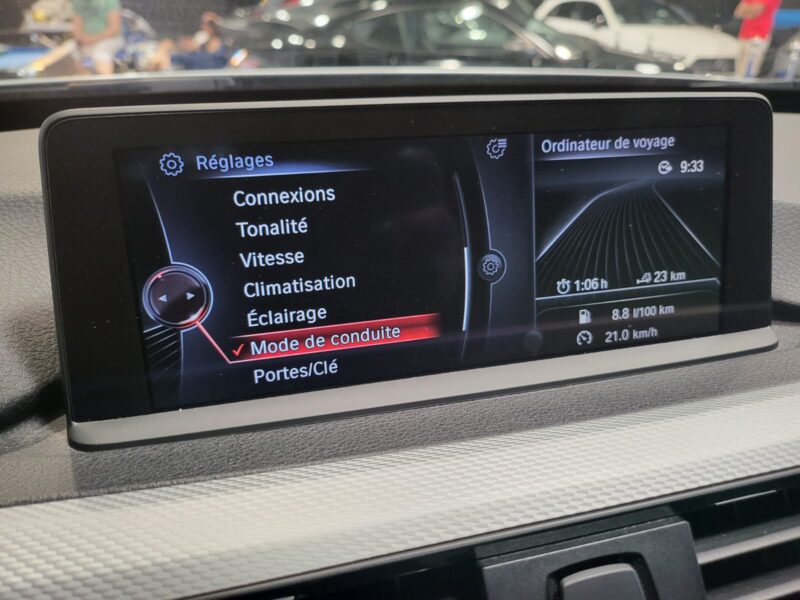 Réglages
Connexions
Tonalité
Vitesse
Climatisation
Éclairage
Mode de conduite
Portes/Clé
Ordinateur de voyage
9:33
1:06 h
23 km
8.8 l/100 km
21.0 km/h